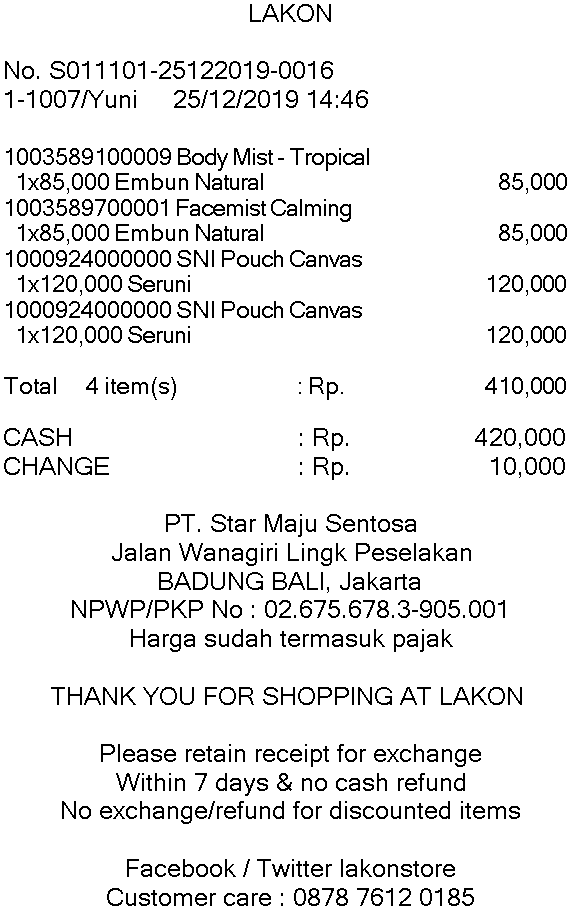 LAKON
No. S011101-25122019-0016
1-1007/Yuni 25/12/2019 14:46
1003589100009 Body Mist - Tropical
1x85,000 Embun Natural 85,000
1003589700001 Facemist Calming
1x85,000 Embun Natural 85,000
1000924000000 SNI Pouch Canvas
1x120,000 Seruni 120,000
1000924000000 SNI Pouch Canvas
1x120,000 Seruni 120,000
Total 4 item(s) : Rp. 410,000
CASH : Rp. 420,000
CHANGE : Rp. 10,000
PT. Star Maju Sentosa
Jalan Wanagiri Lingk Peselakan
BADUNG BALI, Jakarta
NPWP/PKP No : 02.675.678.3-905.001
Harga sudah termasuk pajak
THANK YOU FOR SHOPPING AT LAKON
Please retain receipt for exchange
Within 7 days & no cash refund
No exchange/refund for discounted items
Facebook / Twitter lakonstore
Customer care : 0878 7612 0185